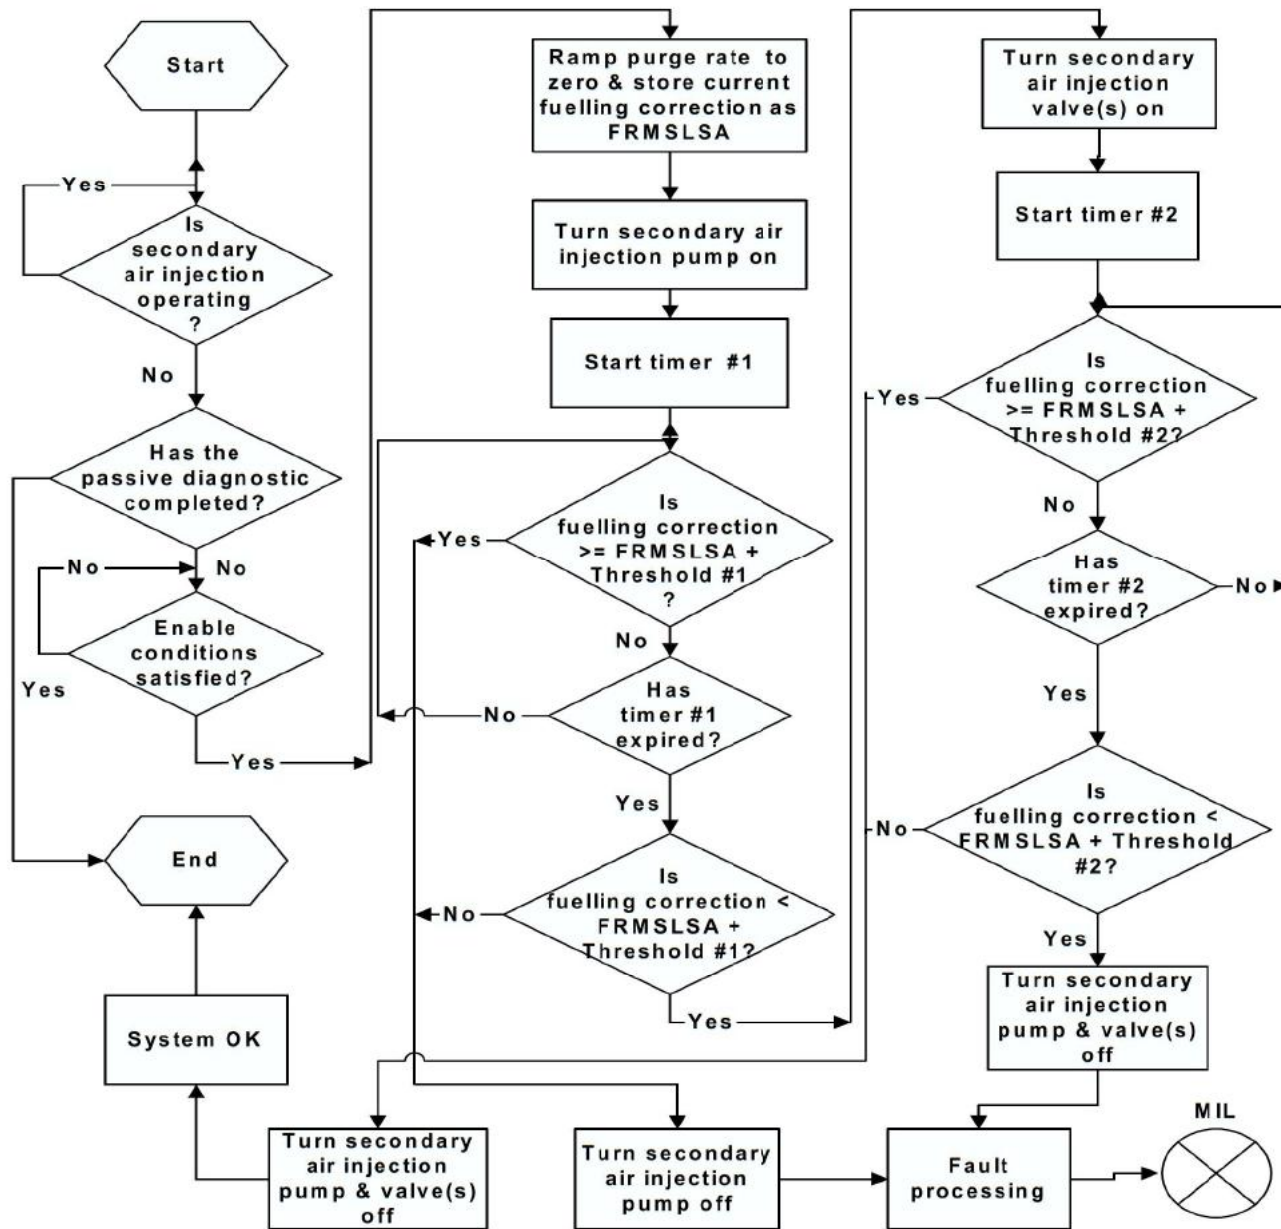 Start
Yes
Is
secondary
air injection
operating
?
No
Has the
passive diagnostic
completed?
No
No
Enable
conditions
satisfied?
Yes
Yes
End
System OK
Turn secondary
air injection
pump & valve(s)
off
Ramp purge rate to
zero & store current
fuelling correction as
FRMSLSA
Turn secondary air
injection pump on
Start timer #1
Is
fuelling correction
>= FRMSLSA +
Threshold #1
?
Yes
No
Has
timer #1
expired?
No
Yes
Is
fuelling correction <
FRMSLSA +
Threshold #1?
No
Yes
Turn secondary
air injection
pump off
Turn secondary
air injection
valve(s) on
Start timer #2
Is
fuelling correction
>= FRMSLSA +
Threshold #2?
Yes
No
Has
timer #2
expired?
No
Yes
Is
fuelling correction <
FRMSLSA + Threshold
#2?
No
Yes
Turn secondary
air injection
pump & valve(s)
off
Fault
processing
MIL